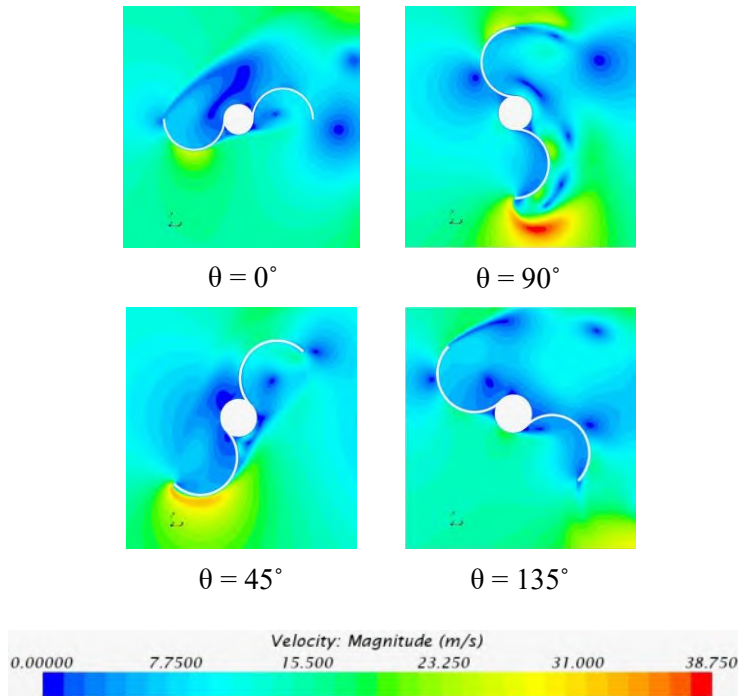 θ = 0˚
θ = 90˚
θ = 45˚
θ = 135˚
Velocity: Magnitude (m/s)
0.00000 7.7500 15.500 23.250 31.000 38.750